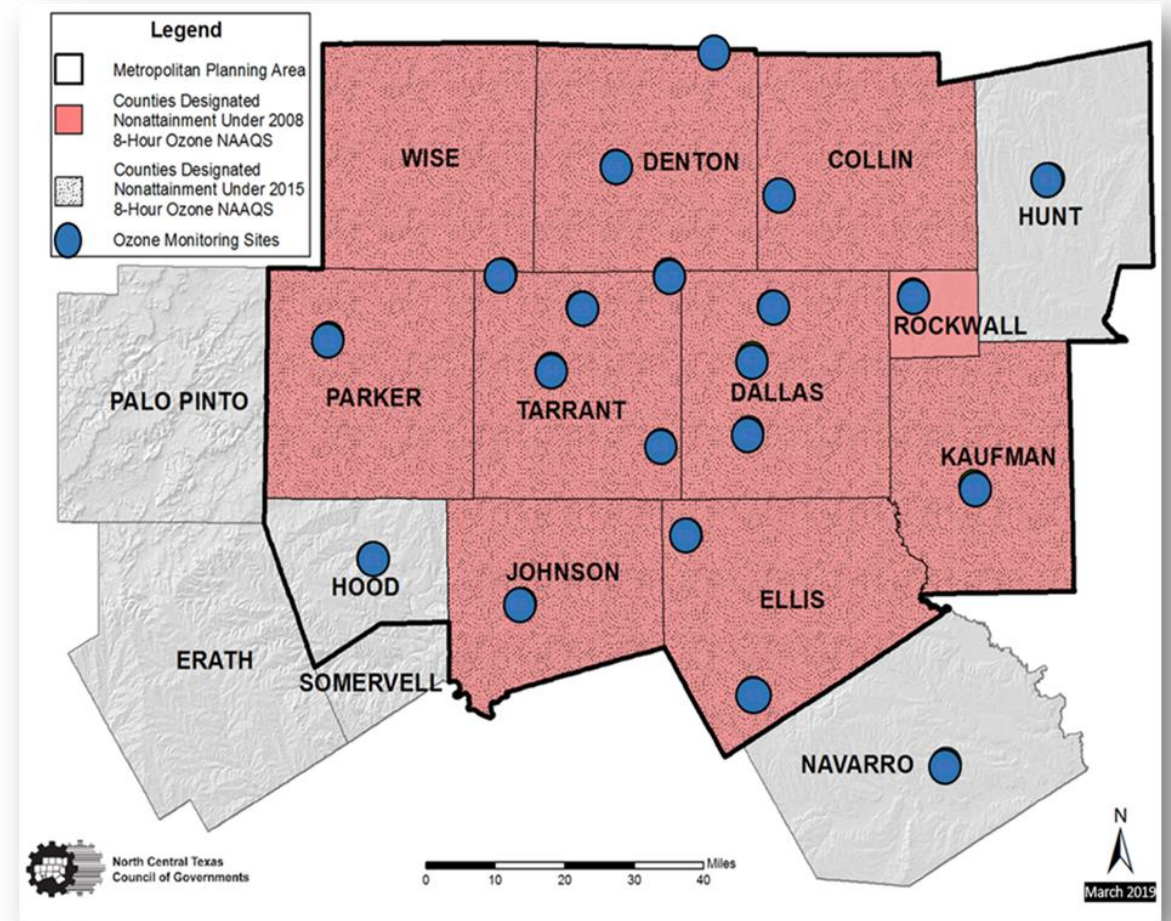 Legend
Metropolitan Planning Area
Counties Designated
Nonattainment Under 2008
8-Hour Ozone NAAQS
Counties Designated
Nonattainment Under 2015
8-Hour Ozone NAAQS
Ozone Monitoring Sites
WISE
DENTON
COLLIN
HUNT
ROCKWALL
PALO PINTO
PARKER
TARRANT
DALLAS
KAUFMAN
HOOD
JOHNSON
ELLIS
ERATH
SOMERVELL
NAVARRO
North Central Texas
Council of Governments
Miles
0 10 20 30 40
N
March 2019